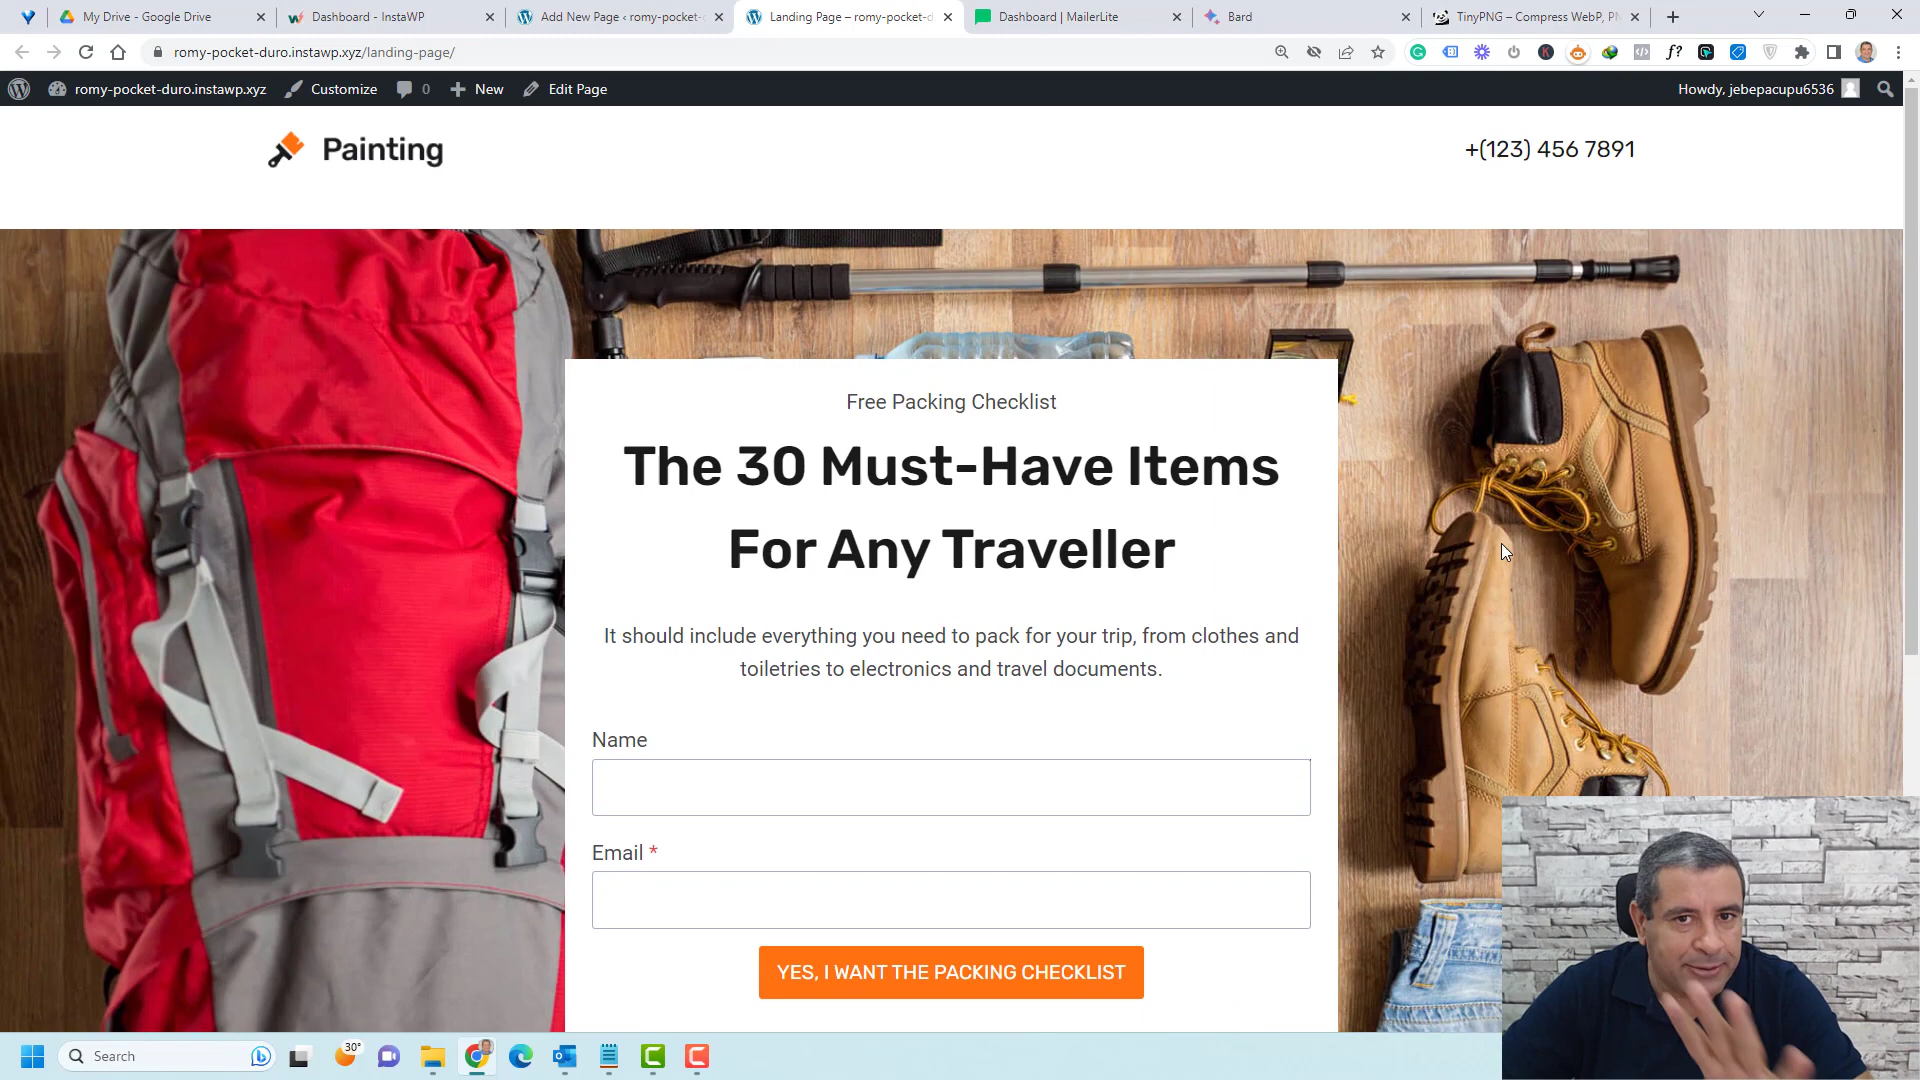 My Drive - Google Drive
Dashboard - InstaWP
Add New Page ‹ romy-pocket-
Landing Page – romy-pocket-d
Dashboard | MailerLite
Bard
TinyPNG – Compress WebP, PN
romy-pocket-duro.instawp.xyz/landing-page/
romy-pocket-duro.instawp.xyz
Customize
0
New
Edit Page
Howdy, jebepacupu6536
Painting
+(123) 456 7891
Free Packing Checklist
The 30 Must-Have Items
For Any Traveller
It should include everything you need to pack for your trip, from clothes and
toiletries to electronics and travel documents.
Name
Email *
YES, I WANT THE PACKING CHECKLIST
Search
30°